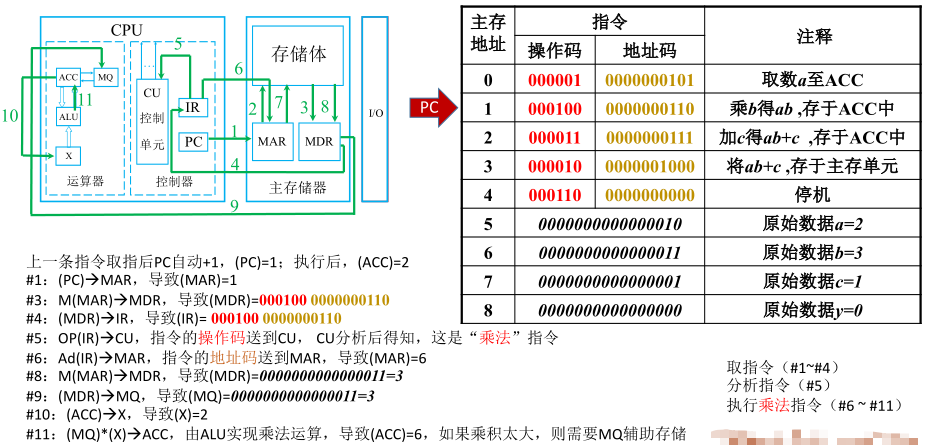 CPU
ACC
MQ
11
ALU
X
运算器
10
5
...
CU
控制
单元
IR
PC
控制器
6
1
4
9
存储体
2
7
3
8
MAR
MDR
主存储器
I/O
PC
主存地址 指令 注释
操作码 地址码
0 000001 0000000101 取数a至ACC
1 000100 0000000110 乘b得ab ,存于ACC中
2 000011 0000000111 加c得ab+c ,存于ACC中
3 000010 0000001000 将ab+c ,存于主存单元
4 000110 0000000000 停机
5 0000000000000010 原始数据a=2
6 0000000000000011 原始数据b=3
7 0000000000000001 原始数据c=1
8 0000000000000000 原始数据y=0
上一条指令取指后PC自动+1，(PC)=1；执行后，(ACC)=2
#1：(PC)→MAR，导致(MAR)=1
#3：M(MAR)→MDR，导致(MDR)=000100 0000000110
#4：(MDR)→IR，导致(IR)= 000100 0000000110
#5：OP(IR)→CU，指令的操作码送到CU， CU分析后得知，这是“乘法”指令
#6：Ad(IR)→MAR，指令的地址码送到MAR，导致(MAR)=6
#8：M(MAR)→MDR，导致(MDR)=0000000000000011=3
#9：(MDR)→MQ，导致(MQ)=0000000000000011=3
#10：(ACC)→X，导致(X)=2
#11：(MQ)*(X)→ACC，由ALU实现乘法运算，导致(ACC)=6，如果乘积太大，则需要MQ辅助存储
取指令（#1~#4）
分析指令（#5）
执行乘法指令（#6 ~ #11）